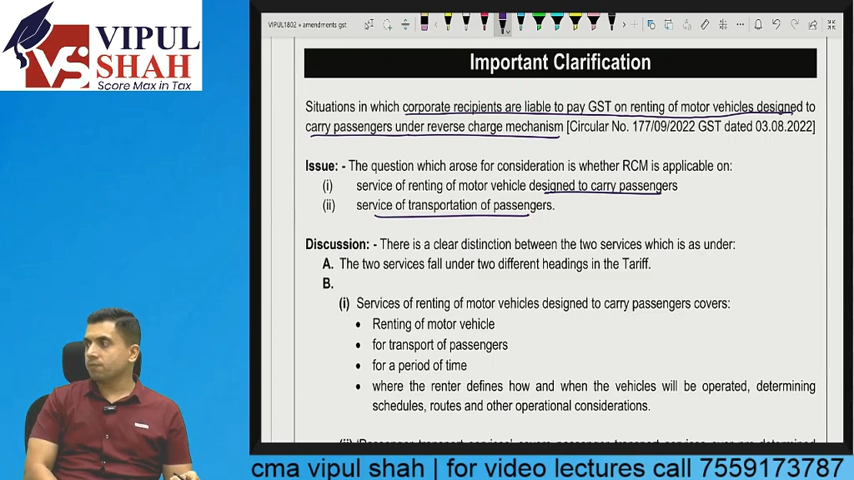 VIPUL
SHAH
Score Max in Tax
VIPUL1802 + amendments gst
Important Clarification
Situations in which corporate recipients are liable to pay GST on renting of motor vehicles designed to
carry passengers under reverse charge mechanism [Circular No. 177/09/2022 GST dated 03.08.2022]
Issue: - The question which arose for consideration is whether RCM is applicable on:
(i) service of renting of motor vehicle designed to carry passengers
(ii) service of transportation of passengers.
Discussion: - There is a clear distinction between the two services which is as under:
A. The two services fall under two different headings in the Tariff.
B.
(i) Services of renting of motor vehicles designed to carry passengers covers:
• Renting of motor vehicle
• for transport of passengers
• for a period of time
• where the renter defines how and when the vehicles will be operated, determining
schedules, routes and other operational considerations.
cma vipul shah | for video lectures call 7559173787